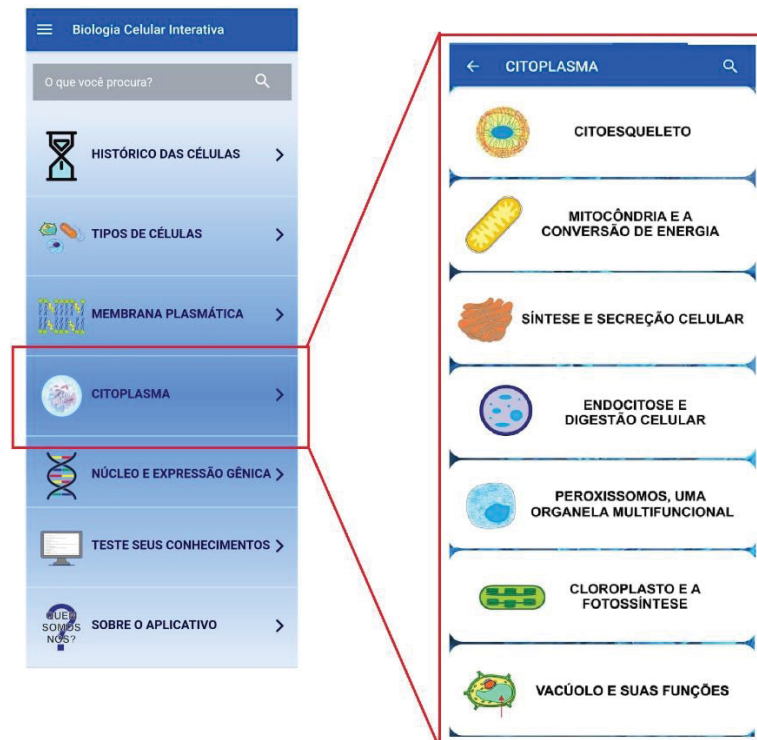 Biologia Celular Interativa
O que você procura?
HISTÓRICO DAS CÉLULAS
TIPOS DE CÉLULAS
MEMBRANA PLASMÁTICA
CITOPLASMA
NÚCLEO E EXPRESSÃO GÊNICA
TESTE SEUS CONHECIMENTOS
QUEM
SOMOS
NÓS?
SOBRE O APLICATIVO
CITOPLASMA
CITOESQUELETO
MITOCÔNDRIA E A
CONVERSÃO DE ENERGIA
SÍNTESE E SECREÇÃO CELULAR
ENDOCITOSE E
DIGESTÃO CELULAR
PEROXISSOMOS, UMA
ORGANELA MULTIFUNCIONAL
CLOROPLASTO E A
FOTOSSÍNTESE
VACÚOLO E SUAS FUNÇÕES